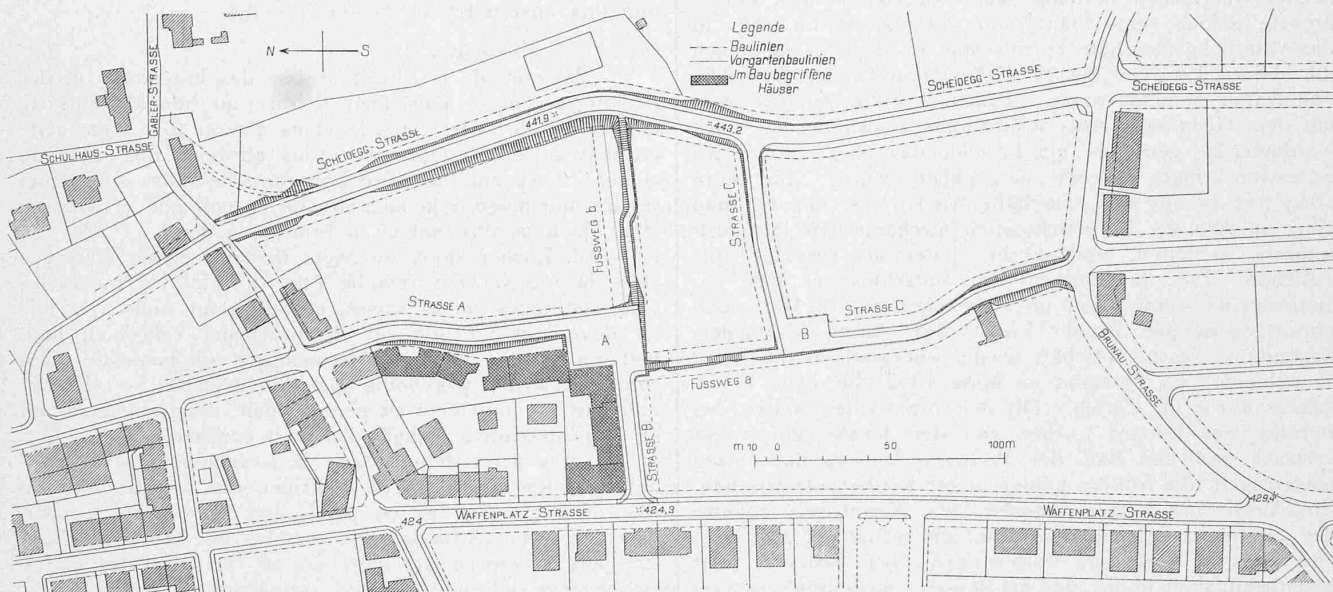 Legende
Baulinien
Vorgartenbaulinien
Jm Bau begriffene
Häuser
N S
GABLER-STRASSE
SCHULHAUS-STRASSE
SCHEIDEGG-STRASSE
441,9
443,2
SCHEIDEGG-STRASSE
SCHEIDEGG-STRASSE
FUSSWEG b
STRASSE C
STRASSE A
STRASSE C
A
B
FUSSWEG a
BRUNAU-STRASSE
STRASSE B
m 10 0 50 100m
WAFFENPLATZ-STRASSE
424,3
WAFFENPLATZ-STRASSE
429,4
424